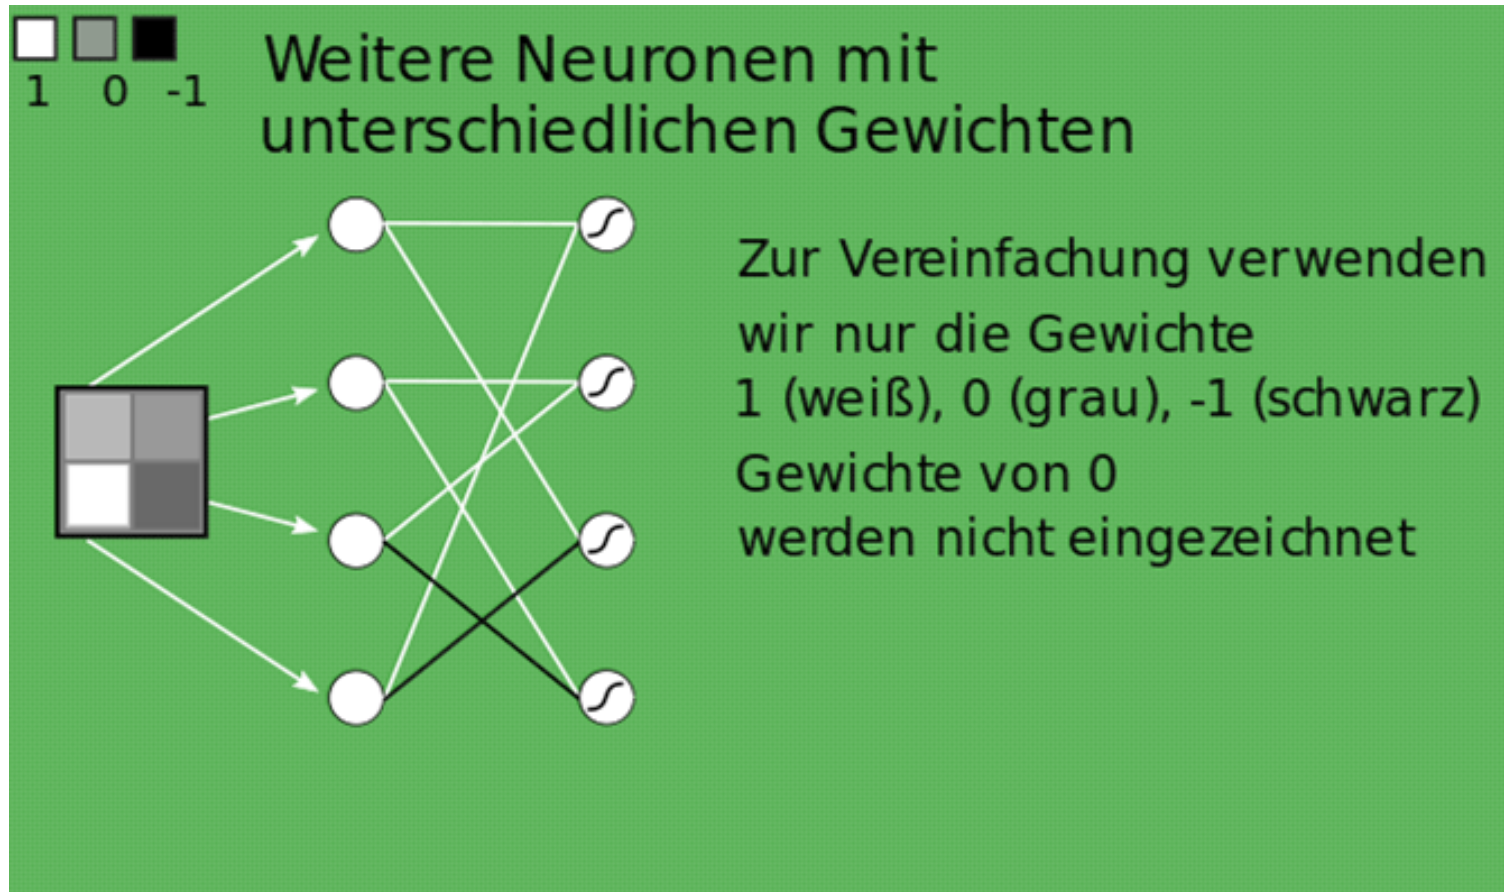 1 0 -1
Weitere Neuronen mit
unterschiedlichen Gewichten
Zur Vereinfachung verwenden
wir nur die Gewichte
1 (weiß), 0 (grau), -1 (schwarz)
Gewichte von 0
werden nicht eingezeichnet